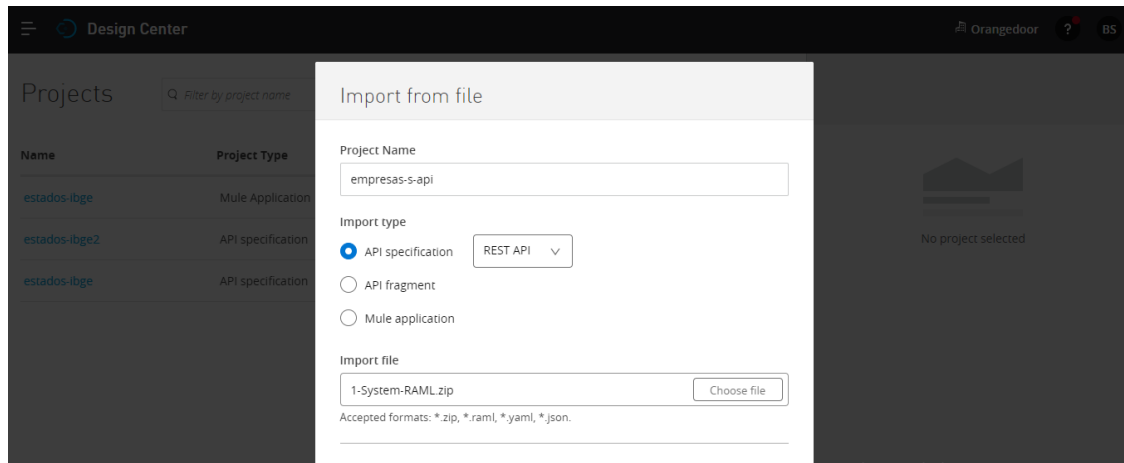 Design Center
Orangedoor
?
BS
Projects
Filter by project name
Import from file
Name
Project Type
Project Name
empresas-s-api
estados-ibge
Mule Application
Import type
API specification
REST API
estados-ibge2
API specification
No project selected
API fragment
estados-ibge
API specification
Mule application
Import file
1-System-RAML.zip
Choose file
Accepted formats: *.zip, *.raml, *.yaml, *.json.